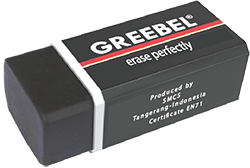 GREEBEL®
erase perfectly
Produced by
SMCS
Tangerang-Indonesia
Certificate EN71